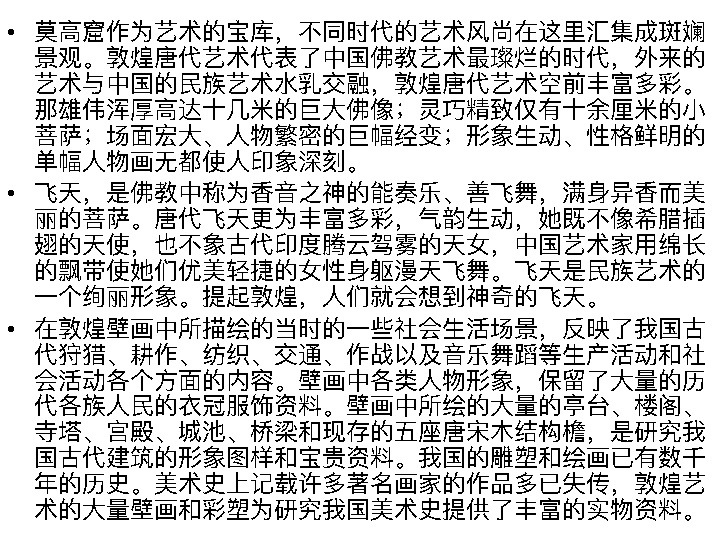 • 莫高窟作为艺术的宝库，不同时代的艺术风尚在这里汇集成斑斓
景观。敦煌唐代艺术代表了中国佛教艺术最璨烂的时代，外来的
艺术与中国的民族艺术水乳交融，敦煌唐代艺术空前丰富多彩。
那雄伟浑厚高达十几米的巨大佛像；灵巧精致仅有十余厘米的小
菩萨；场面宏大、人物繁密的巨幅经变；形象生动、性格鲜明的
单幅人物画无都使人印象深刻。
• 飞天，是佛教中称为香音之神的能奏乐、善飞舞，满身异香而美
丽的菩萨。唐代飞天更为丰富多彩，气韵生动，她既不像希腊插
翅的天使，也不象古代印度腾云驾雾的天女，中国艺术家用绵长
的飘带使她们优美轻捷的女性身躯漫天飞舞。飞天是民族艺术的
一个绚丽形象。提起敦煌，人们就会想到神奇的飞天。
• 在敦煌壁画中所描绘的当时的一些社会生活场景，反映了我国古
代狩猎、耕作、纺织、交通、作战以及音乐舞蹈等生产活动和社
会活动各个方面的内容。壁画中各类人物形象，保留了大量的历
代各族人民的衣冠服饰资料。壁画中所绘的大量的亭台、楼阁、
寺塔、宫殿、城池、桥梁和现存的五座唐宋木结构檐，是研究我
国古代建筑的形象图样和宝贵资料。我国的雕塑和绘画已有数千
年的历史。美术史上记载许多著名画家的作品多已失传，敦煌艺
术的大量壁画和彩塑为研究我国美术史提供了丰富的实物资料。